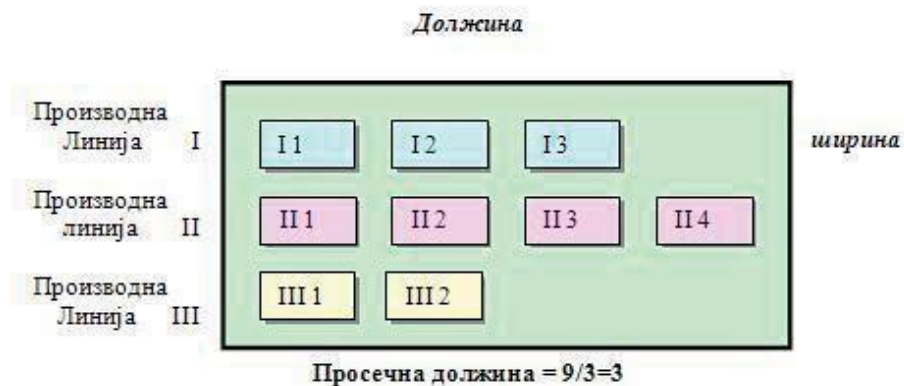 Должина
Производна
Линија I
I 1 I 2 I 3
ширина
Производна
линија II
II 1 II 2 II 3 II 4
Производна
Линија III
III 1 III 2
Просечна должина = 9/3=3